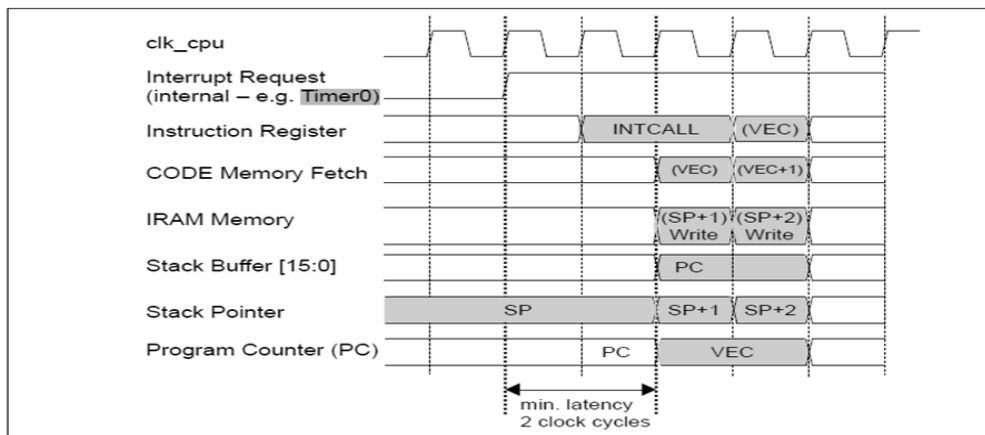 clk_cpu
Interrupt Request
(internal – e.g. Timer0)
Instruction Register
INTCALL
(VEC)
CODE Memory Fetch
(VEC)
(VEC+1)
IRAM Memory
(SP+1)
Write
(SP+2)
Write
Stack Buffer [15:0]
PC
Stack Pointer
SP
SP+1
SP+2
Program Counter (PC)
PC
VEC
min. latency
2 clock cycles